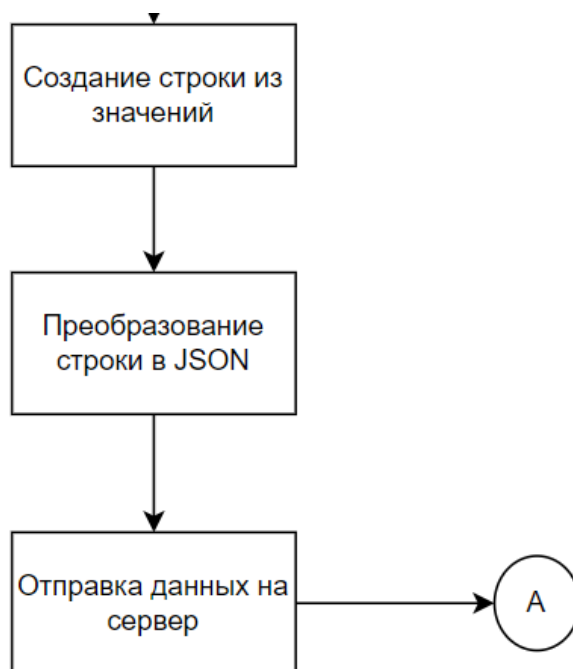 Создание строки из
значений
Преобразование
строки в JSON
Отправка данных на
сервер
А